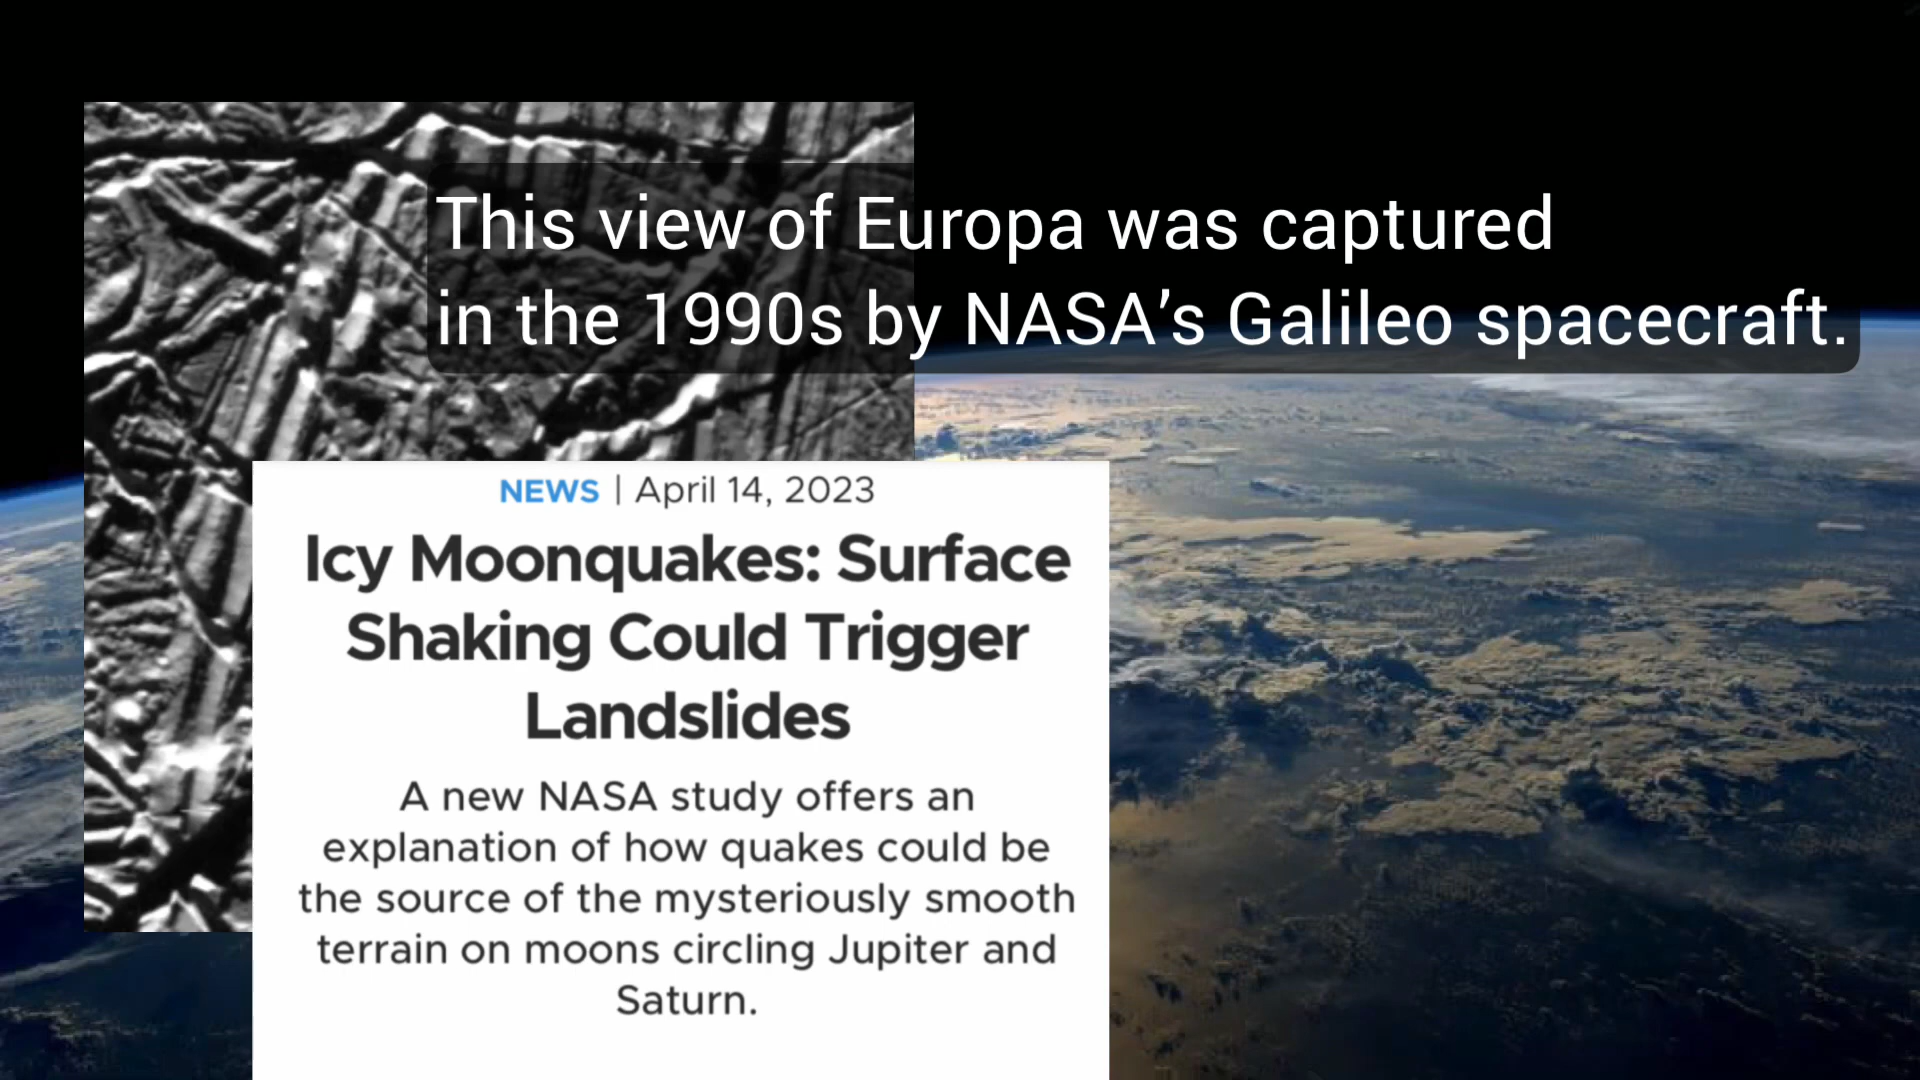 This view of Europa was captured
in the 1990s by NASA’s Galileo spacecraft.
NEWS | April 14, 2023
Icy Moonquakes: Surface
Shaking Could Trigger
Landslides
A new NASA study offers an
explanation of how quakes could be
the source of the mysteriously smooth
terrain on moons circling Jupiter and
Saturn.